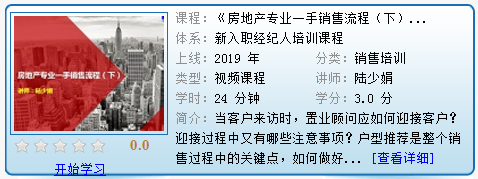 房地产专业一手销售流程（下）
讲师：陆少娟
0.0
开始学习
课程：《房地产专业一手销售流程（下）...
体系：新入职经纪人培训课程
上线：2019 年 分类：销售培训
类型：视频课程 讲师：陆少娟
学时：24 分钟 学分：3.0 分
简介：当客户来访时，置业顾问应如何迎接客户？
迎接过程中又有哪些注意事项？户型推荐是整个销
售过程中的关键点，如何做好... [查看详细]